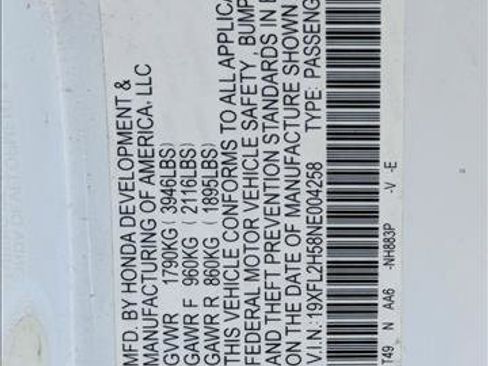 MFD. BY HONDA DEVELOPMENT &
MANUFACTURING OF AMERICA, LLC
GVWR 1790KG ( 3946LBS)
GAWR F 960KG ( 2116LBS)
GAWR R 860KG ( 1895LBS)
THIS VEHICLE CONFORMS TO ALL APPLICA
FEDERAL MOTOR VEHICLE SAFETY , BUMP
AND THEFT PREVENTION STANDARDS IN E
ON THE DATE OF MANUFACTURE SHOWN
V.I.N.: 19XFL2H58NE004258 TYPE: PASSENG
T49 N AA6 -NH883P -V -E